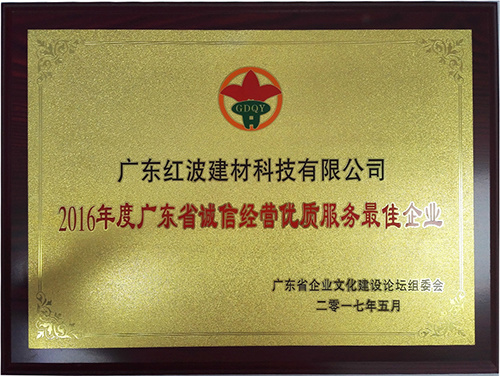 GDQY
广东红波建材科技有限公司
2016年度广东省诚信经营优质服务最佳企业
广东省企业文化建设论坛组委会
二零一七年五月